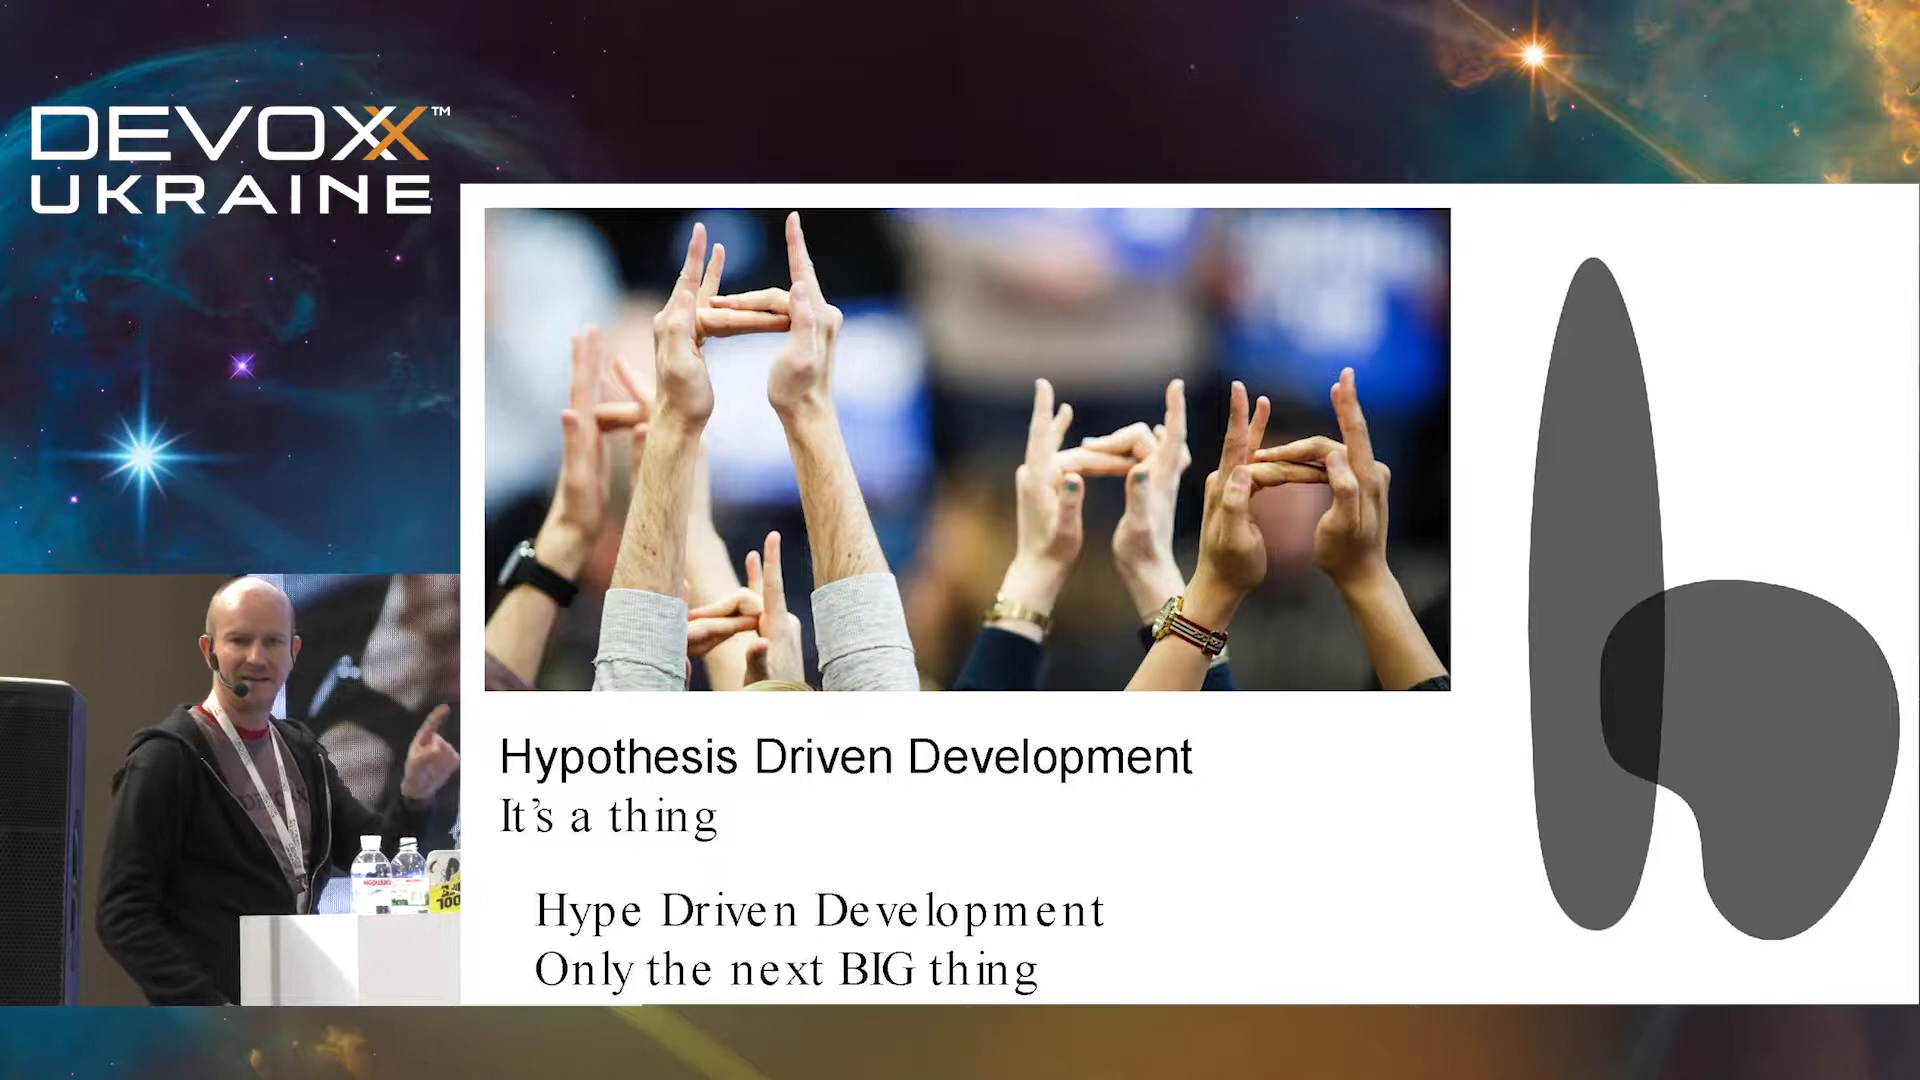 DEVOXX™
UKRAINE
Hypothesis Driven Development
It's a thing
Hype Driven Development
Only the next BIG thing